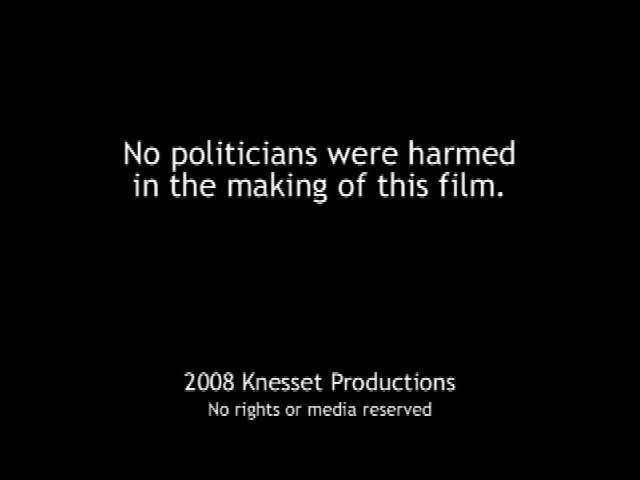 No politicians were harmed
in the making of this film.
2008 Knesset Productions
No rights or media reserved